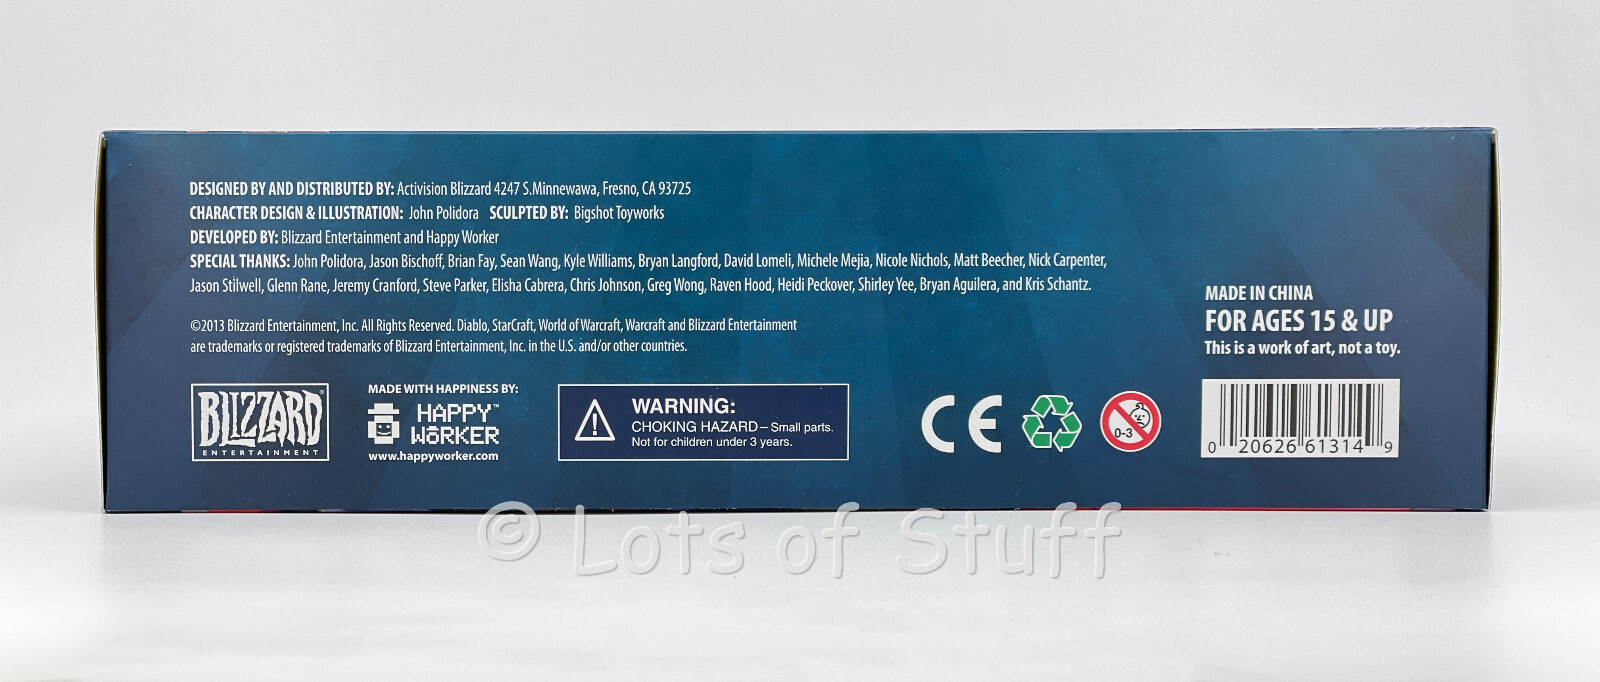 DESIGNED BY AND DISTRIBUTED BY: Activision Blizzard 4247 S.Minnewawa, Fresno, CA 93725
CHARACTER DESIGN & ILLUSTRATION: John Polidora SCULPTED BY: Bigshot Toyworks
DEVELOPED BY: Blizzard Entertainment and Happy Worker
SPECIAL THANKS: John Polidora, Jason Bischoff, Brian Fay, Sean Wang, Kyle Williams, Bryan Langford, David Lomeli, Michele Mejia, Nicole Nichols, Matt Beecher, Nick Carpenter,
Jason Stilwell, Glenn Rane, Jeremy Cranford, Steve Parker, Elisha Cabrera, Chris Johnson, Greg Wong, Raven Hood, Heidi Peckover, Shirley Yee, Bryan Aguilera, and Kris Schantz.
©2013 Blizzard Entertainment, Inc. All Rights Reserved. Diablo, StarCraft, World of Warcraft, Warcraft and Blizzard Entertainment
are trademarks or registered trademarks of Blizzard Entertainment, Inc. in the U.S. and/or other countries.
BLIZZARD®
ENTERTAINMENT
MADE WITH HAPPINESS BY:
HAPPY™
WÖRKER
www.happyworker.com
WARNING:
CHOKING HAZARD – Small parts.
Not for children under 3 years.
CE
0-3
MADE IN CHINA
FOR AGES 15 & UP
This is a work of art, not a toy.
0 20626 61314 9
© Lots of Stuff